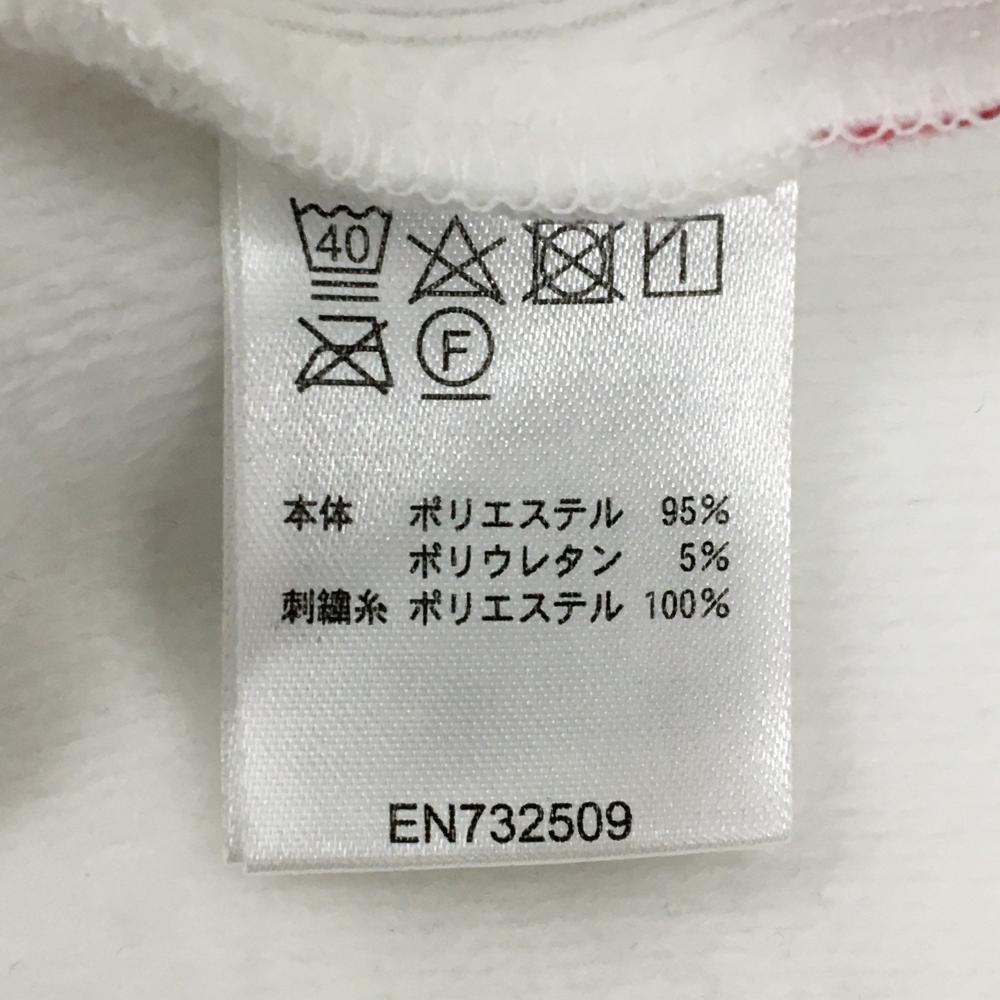 40
F
本体 ポリエステル 95%
ポリウレタン 5%
刺繍糸 ポリエステル 100%
EN732509